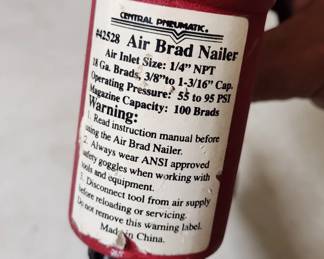 CENTRAL PNEUMATIC®
#42528 Air Brad Nailer
Air Inlet Size: 1/4” NPT
18 Ga. Brads, 3/8”to 1-3/16” Cap.
Operating Pressure: 55 to 95 PSI
Magazine Capacity: 100 Brads
Warning:
1. Read instruction manual before
using the Air Brad Nailer.
2. Always wear ANSI approved
safety goggles when working with
tools and equipment.
3. Disconnect tool from air supply
before reloading or servicing.
Do not remove this warning label.
Made in China.